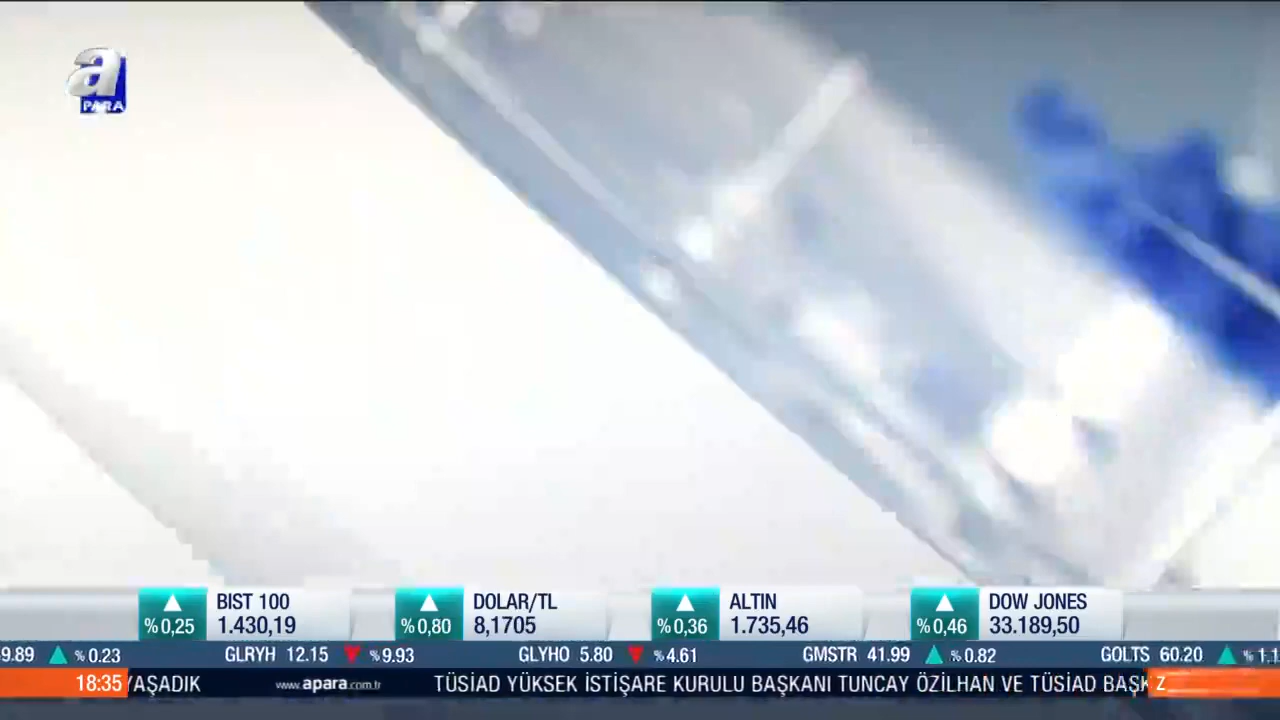 a
PARA
BIST 100
%0,25 1.430,19
DOLAR/TL
%0,80 8,1705
ALTIN
%0,36 1.735,46
DOW JONES
%0,46 33.189,50
9.89 %0.23 GLRYH 12.15 %9.93 GLYHO 5.80 %4.61 GMSTR 41.99 %0.82 GOLTS 60.20 %1.1
18:35 YAŞADIK www.apara.com.tr TÜSİAD YÜKSEK İSTİŞARE KURULU BAŞKANI TUNCAY ÖZİLHAN VE TÜSİAD BAŞK Z